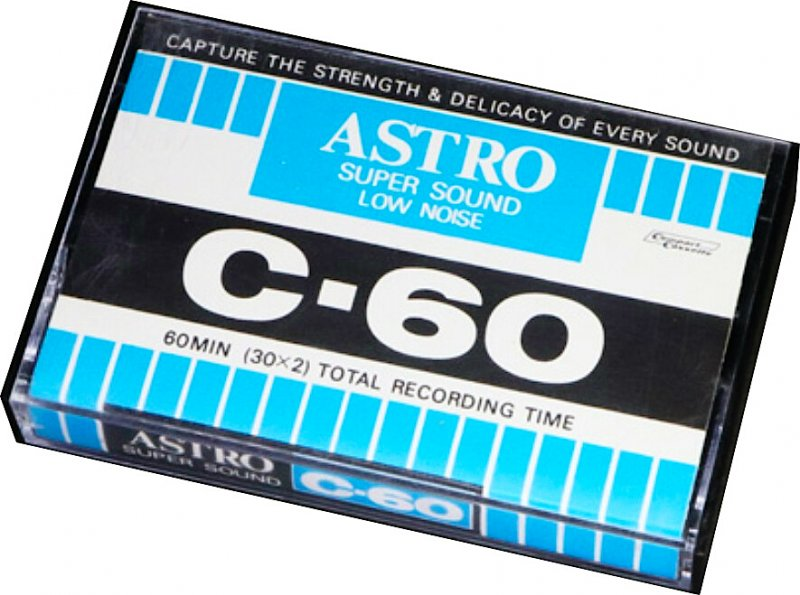 CAPTURE THE STRENGTH & DELICACY OF EVERY SOUND
ASTRO
SUPER SOUND
LOW NOISE
Compact
Cassette
C-60
60MIN (30×2) TOTAL RECORDING TIME
ASTRO
SUPER SOUND
C-60